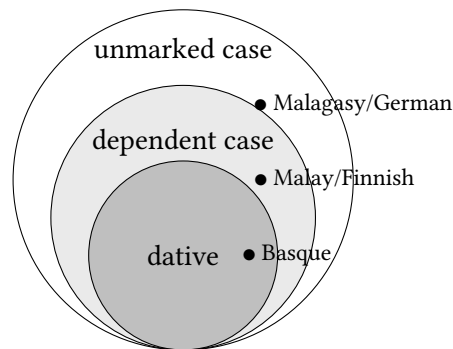 unmarked case
Malagasy/German
dependent case
Malay/Finnish
dative
Basque